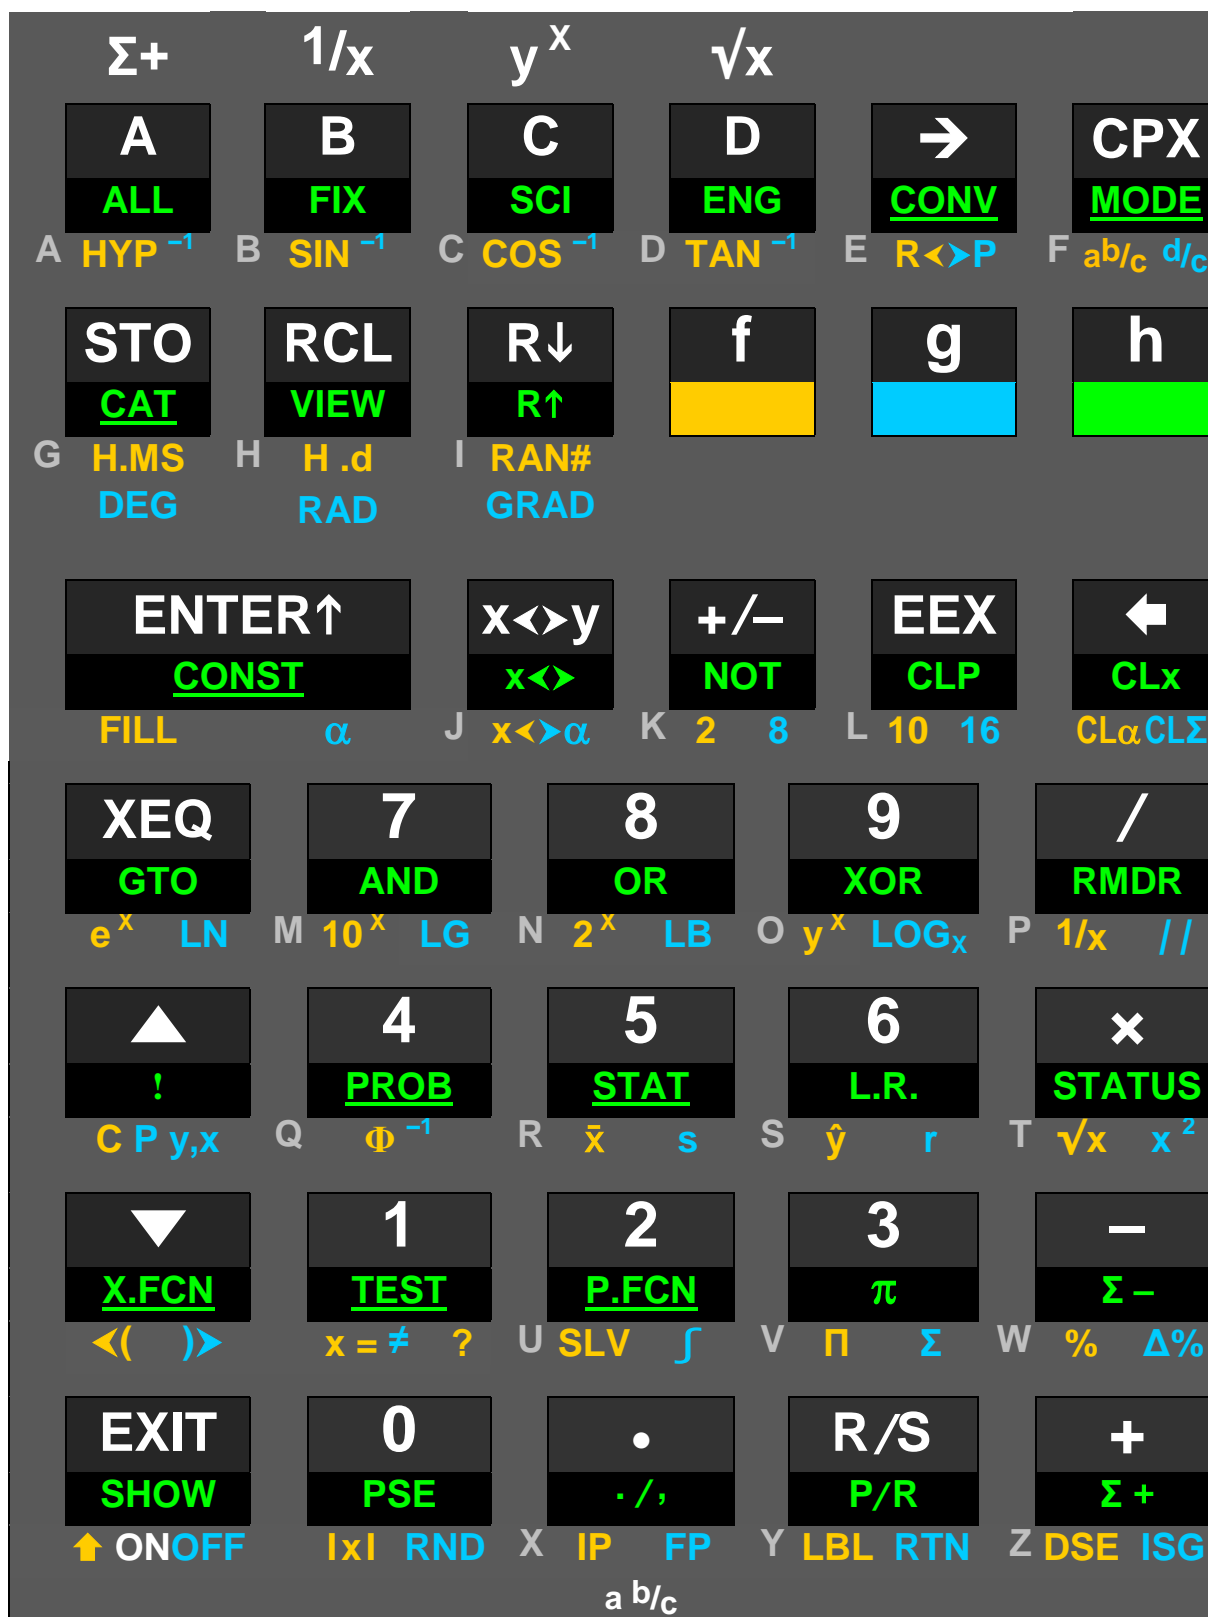 Σ+ 1/x y x √x
A B C D ➔ CPX
ALL FIX SCI ENG CONV MODE
A HYP –1 B SIN –1 C COS –1 D TAN –1 E R<>P F ab/c d/c
STO RCL R↓ f g h
CAT VIEW R↑
G H.MS H H .d I RAN#
DEG RAD GRAD
ENTER↑ x<>y +/– EEX 🡄
CONST x<> NOT CLP CLx
FILL α J x<>α K 2 8 L 10 16 CLα CLΣ
XEQ 7 8 9 /
GTO AND OR XOR RMDR
e x LN M 10 x LG N 2 x LB O y x LOGx P 1/x / /
▲ 4 5 6 ×
! PROB STAT L.R. STATUS
C P y,x Q Φ –1 R x̄ s S ŷ r T √x x 2
▼ 1 2 3 –
X.FCN TEST P.FCN π Σ –
<( )> x = ≠ ? U SLV ∫ V Π Σ W % Δ%
EXIT 0 • R/S +
SHOW PSE . / , P/R Σ +
⬆ ON OFF |x| RND X IP FP Y LBL RTN Z DSE ISG
a b/c